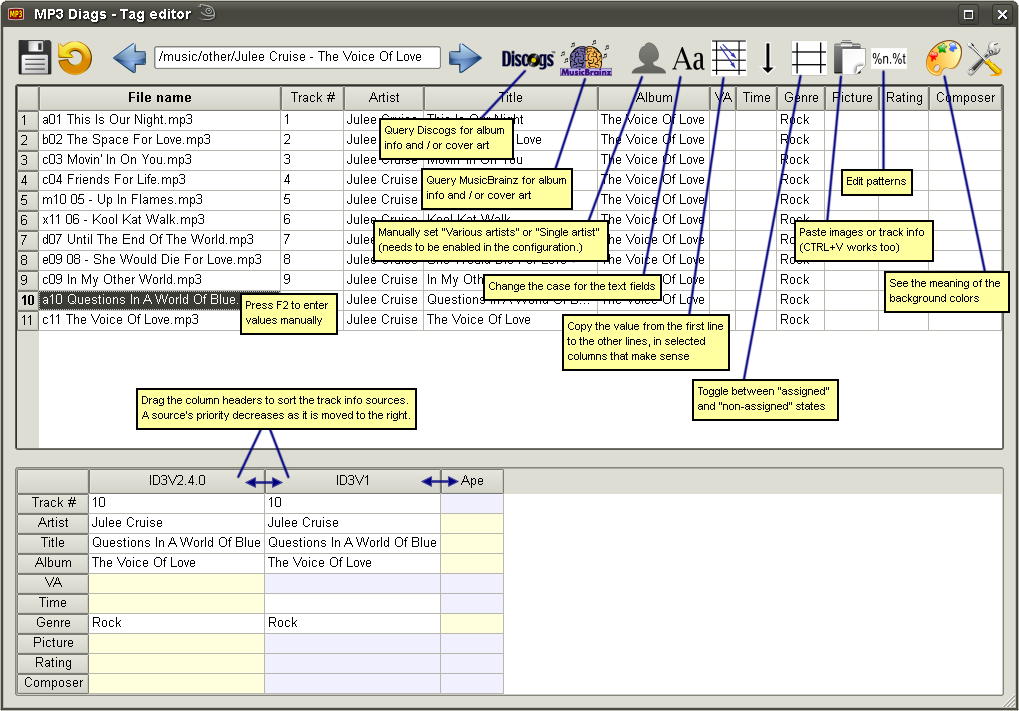 MP3 MP3 Diags - Tag editor
/music/other/Julee Cruise - The Voice Of Love
Discogs
MusicBrainz
Aa
%n.%t
File name Track # Artist Title Album VA Time Genre Picture Rating Composer
1 a01 This Is Our Night.mp3 1 Julee Cruise This Is Our Night The Voice Of Love Rock
2 b02 The Space For Love.mp3 2 Julee Love The Voice Of Love Rock
3 c03 Movin' In On You.mp3 3 Julee Cruise Movin' In On You The Voice Of Love Rock
4 c04 Friends For Life.mp3 4 Julee Cruise The Voice Of Love Rock
5 m10 05 - Up In Flames.mp3 5 Julee Cruise The Voice Of Love Rock
6 x11 06 - Kool Kat Walk.mp3 6 Julee Cruise Kool Kat Walk The Voice Of Love Rock
7 d07 Until The End Of The World.mp3 7 Julee The Voice Of Love Rock
8 e09 08 - She Would Die For Love.mp3 8 Julee Cruise She Would Die For Love The Voice Of Love Rock
9 c09 In My Other World.mp3 9 Julee Cruise In My Other The Voice Of Love Rock
10 a10 Questions In A World Of Blue. Julee Cruise Questions In A World Of B... The Voice Of Love Rock
11 c11 The Voice Of Love.mp3 Julee Cruise The Voice Of Love Rock
Query Discogs for album
info and / or cover art
Query MusicBrainz for album
info and / or cover art
Edit patterns
Manually set "Various artists" or "Single artist"
(needs to be enabled in the configuration.)
Paste images or track info
(CTRL+V works too)
Change the case for the text fields
See the meaning of the
background colors
Press F2 to enter
values manually
Copy the value from the first line
to the other lines, in selected
columns that make sense
Toggle between "assigned"
and "non-assigned" states
Drag the column headers to sort the track info sources.
A source's priority decreases as it is moved to the right.
ID3V2.4.0 ID3V1 Ape
Track # 10 10
Artist Julee Cruise Julee Cruise
Title Questions In A World Of Blue Questions In A World Of Blue
Album The Voice Of Love The Voice Of Love
VA
Time
Genre Rock Rock
Picture
Rating
Composer